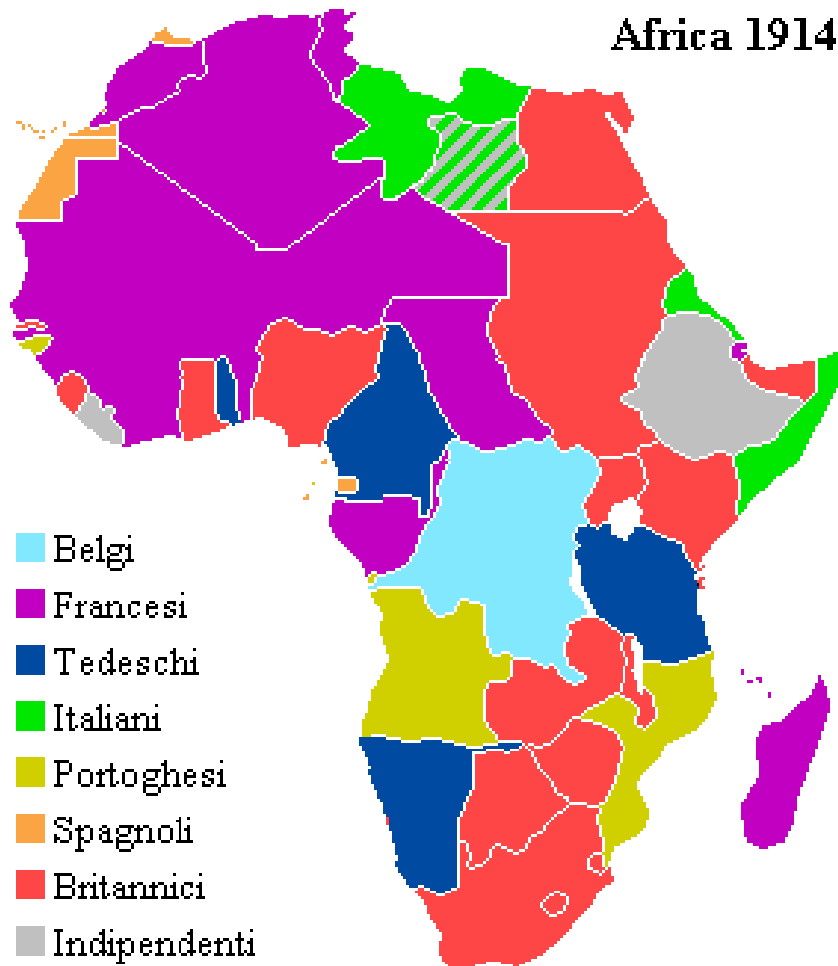 Africa 1914
Belgi
Francesi
Tedeschi
Italiani
Portoghesi
Spagnoli
Britannici
Indipendenti